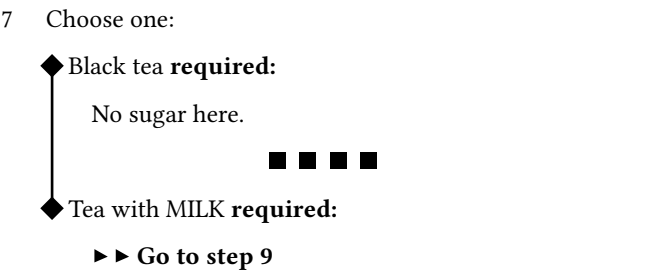 7 Choose one:
◆ Black tea required:
No sugar here.
■ ■ ■ ■
◆ Tea with MILK required:
▶▶ Go to step 9